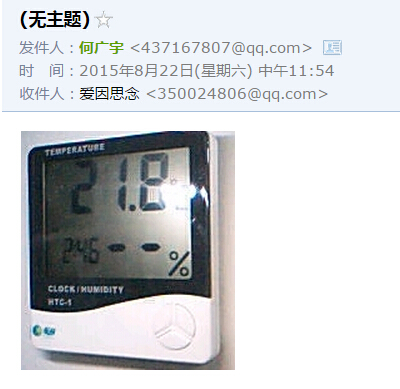 (无主题)☆
发件人：何广宇 <437167807@qq.com>
时　间：2015年8月22日(星期六) 中午11:54
收件人：爱因思念 <350024806@qq.com>
TEMPERATURE
21.8
2:46 -- %
CLOCK/HUMIDITY
HTC-1